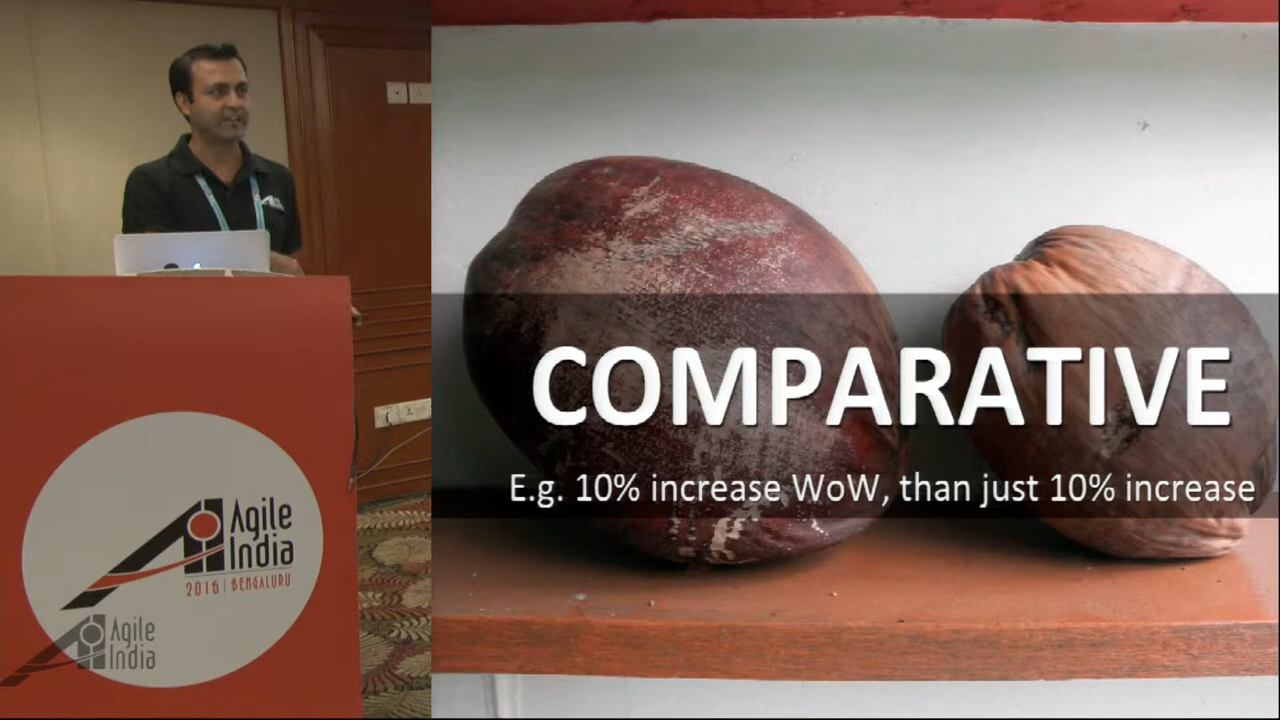 COMPARATIVE
E.g. 10% increase WoW, than just 10% increase
Agile
India
2016 | BENGALURU
Agile
India